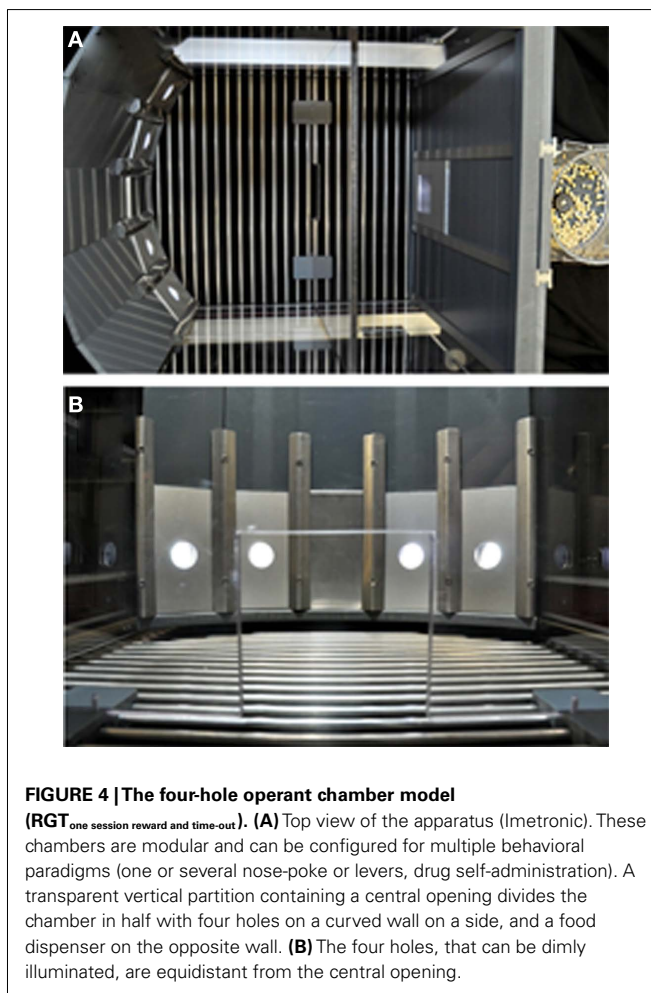 A
B
FIGURE 4 | The four-hole operant chamber model
(RGTone session reward and time-out). (A) Top view of the apparatus (Imetronic). These
chambers are modular and can be configured for multiple behavioral
paradigms (one or several nose-poke or levers, drug self-administration). A
transparent vertical partition containing a central opening divides the
chamber in half with four holes on a curved wall on a side, and a food
dispenser on the opposite wall. (B) The four holes, that can be dimly
illuminated, are equidistant from the central opening.